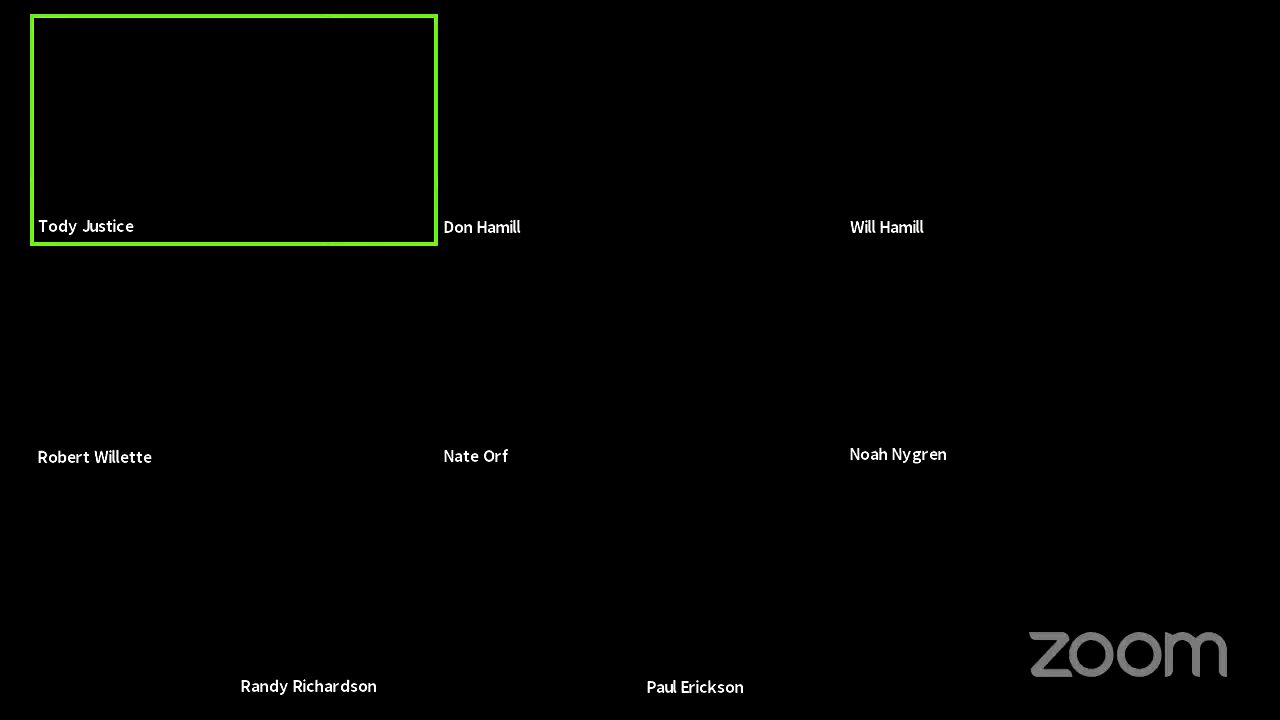 Tody Justice
Don Hamill
Will Hamill
Robert Willette
Nate Orf
Noah Nygren
Randy Richardson
Paul Erickson
zoom